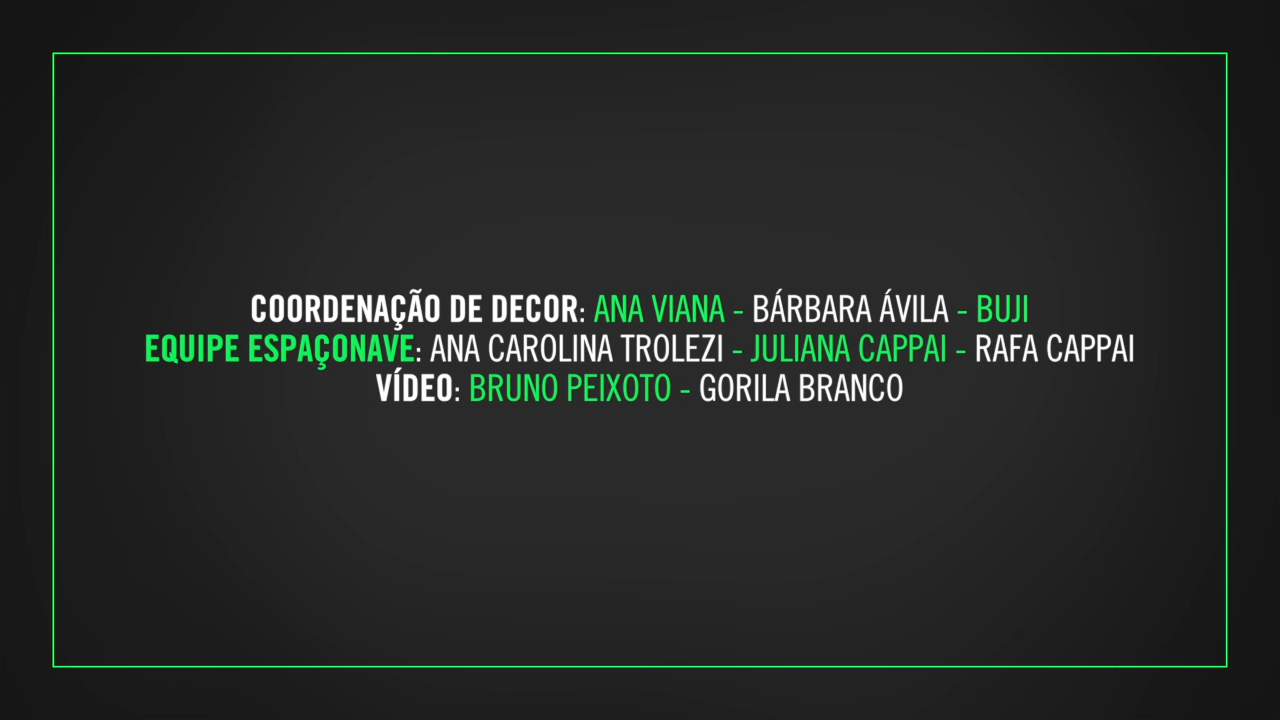 COORDENAÇÃO DE DECOR: ANA VIANA - BÁRBARA ÁVILA - BUJI
EQUIPE ESPAÇONAVE: ANA CAROLINA TROLEZI - JULIANA CAPPAI - RAFA CAPPAI
VÍDEO: BRUNO PEIXOTO - GORILA BRANCO